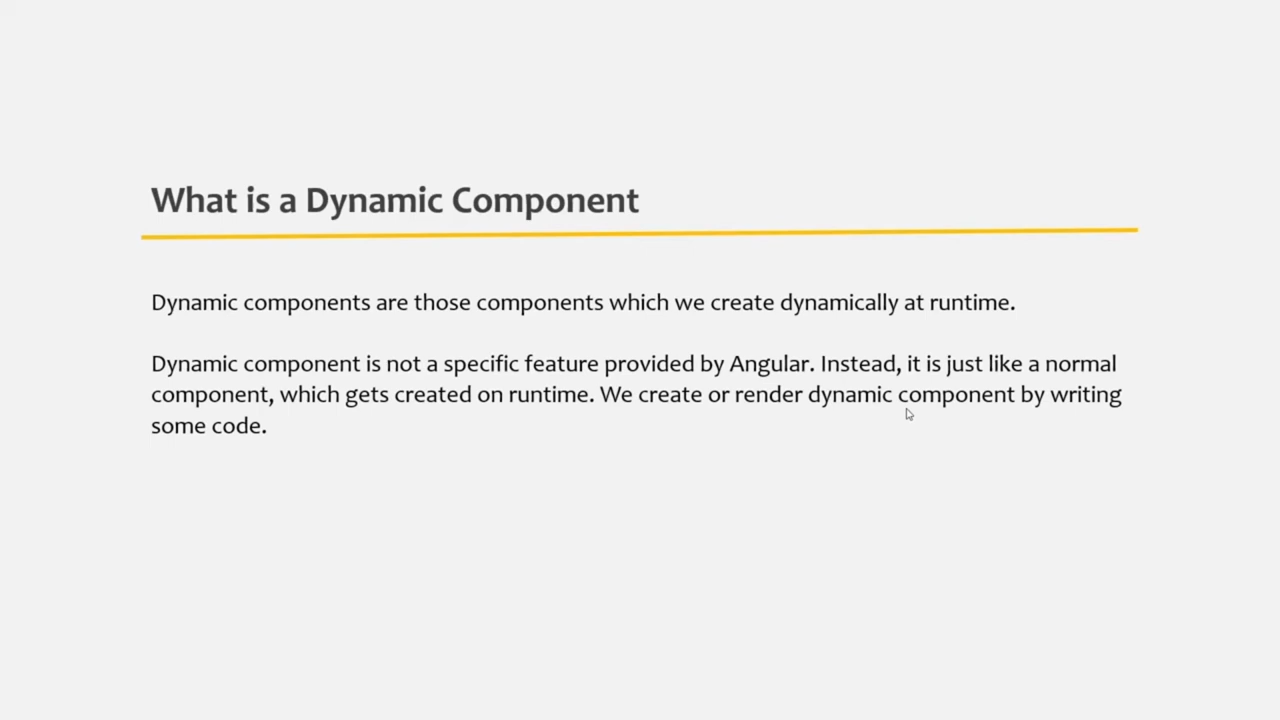 What is a Dynamic Component
Dynamic components are those components which we create dynamically at runtime.
Dynamic component is not a specific feature provided by Angular. Instead, it is just like a normal
component, which gets created on runtime. We create or render dynamic component by writing
some code.